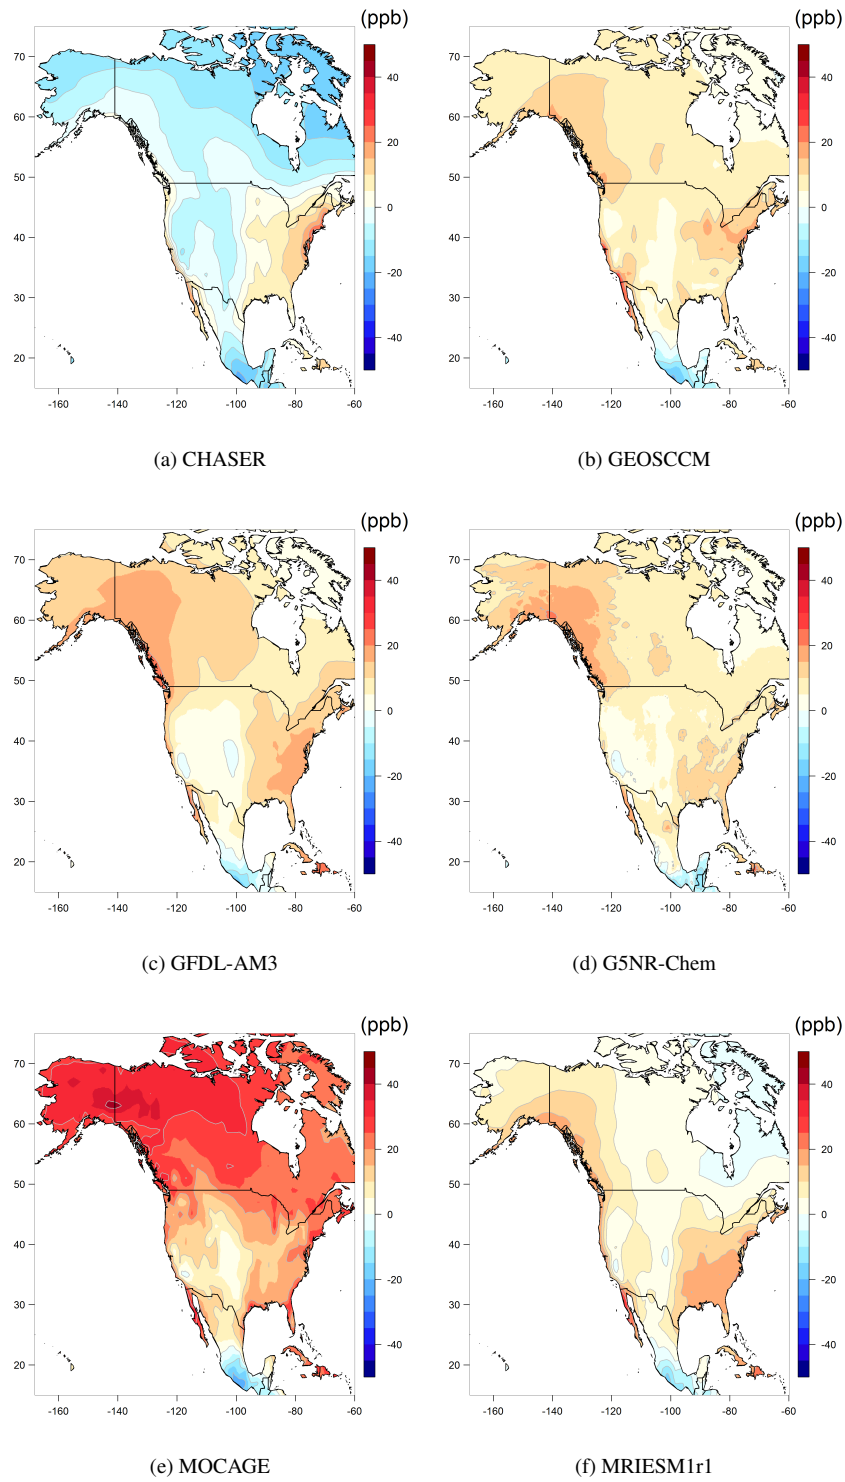 (ppb) (ppb)
70 40 70 40
60 20 60 20
50 50
40 0 40 0
30 -20 30 -20
20 -40 20 -40
-160 -140 -120 -100 -80 -60 -160 -140 -120 -100 -80 -60
(a) CHASER (b) GEOSCCM
(ppb) (ppb)
70 40 70 40
60 20 60 20
50 50
40 0 40 0
30 -20 30 -20
20 -40 20 -40
-160 -140 -120 -100 -80 -60 -160 -140 -120 -100 -80 -60
(c) GFDL-AM3 (d) G5NR-Chem
(ppb) (ppb)
70 40 70 40
60 20 60 20
50 50
40 0 40 0
30 -20 30 -20
20 -40 20 -40
-160 -140 -120 -100 -80 -60 -160 -140 -120 -100 -80 -60
(e) MOCAGE (f) MRIESM1r1